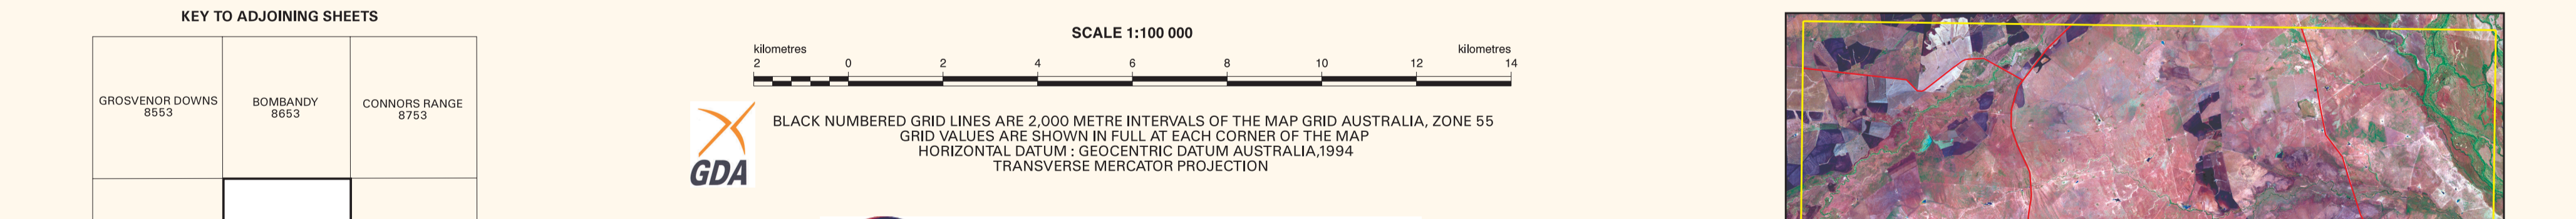 KEY TO ADJOINING SHEETS
GROSVENOR DOWNS
8553
BOMBANDY
8653
CONNORS RANGE
8753
SCALE 1:100 000
kilometres
kilometres
2 0 2 4 6 8 10 12 14
GDA
BLACK NUMBERED GRID LINES ARE 2,000 METRE INTERVALS OF THE MAP GRID AUSTRALIA, ZONE 55
GRID VALUES ARE SHOWN IN FULL AT EACH CORNER OF THE MAP
HORIZONTAL DATUM : GEOCENTRIC DATUM AUSTRALIA,1994
TRANSVERSE MERCATOR PROJECTION